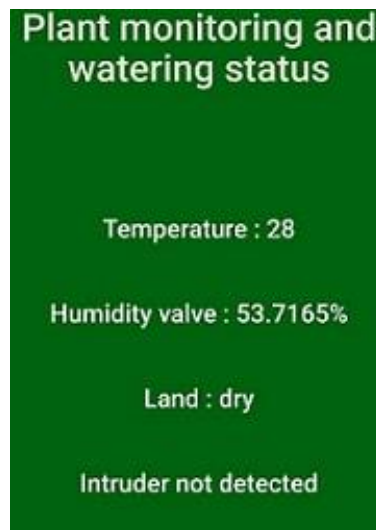 Plant monitoring and
watering status
Temperature : 28
Humidity valve : 53.7165%
Land : dry
Intruder not detected